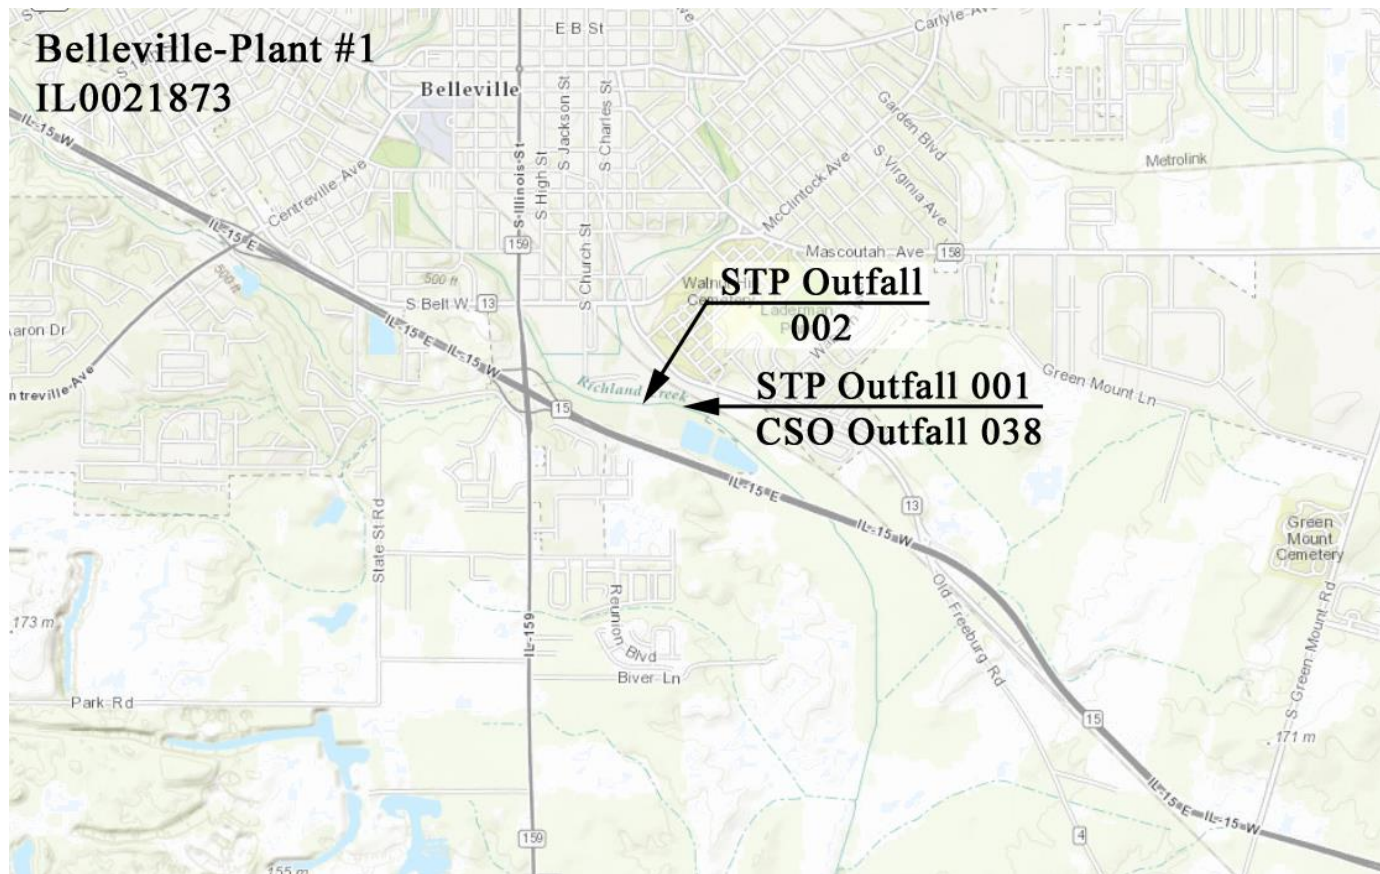 Belleville-Plant #1
IL0021873
E B St
Carlyle Ave
Belleville
S Jackson St
S Charles St
Garden Blvd
IL-15-W
S Illinois St
S High St
S Virginia Ave
Metrolink
Centreville Ave
McClintock Ave
IL-15-E
159
S Church St
Mascoutah Ave
158
500 ft
500 ft
STP Outfall
002
S Belt W
13
Aaron Dr
IL-15-E
IL-15-W
Richland Creek
STP Outfall 001
CSO Outfall 038
Green Mount Ln
15
IL-15-E
13
IL-15-W
State St Rd
Green
Mount
Cemetery
Old Freeburg Rd
Reunion Blvd
173 m
IL-159
Biver Ln
S Green Mount Rd
Park Rd
15
171 m
IL-15-E
IL-15-W
159
4
155 m